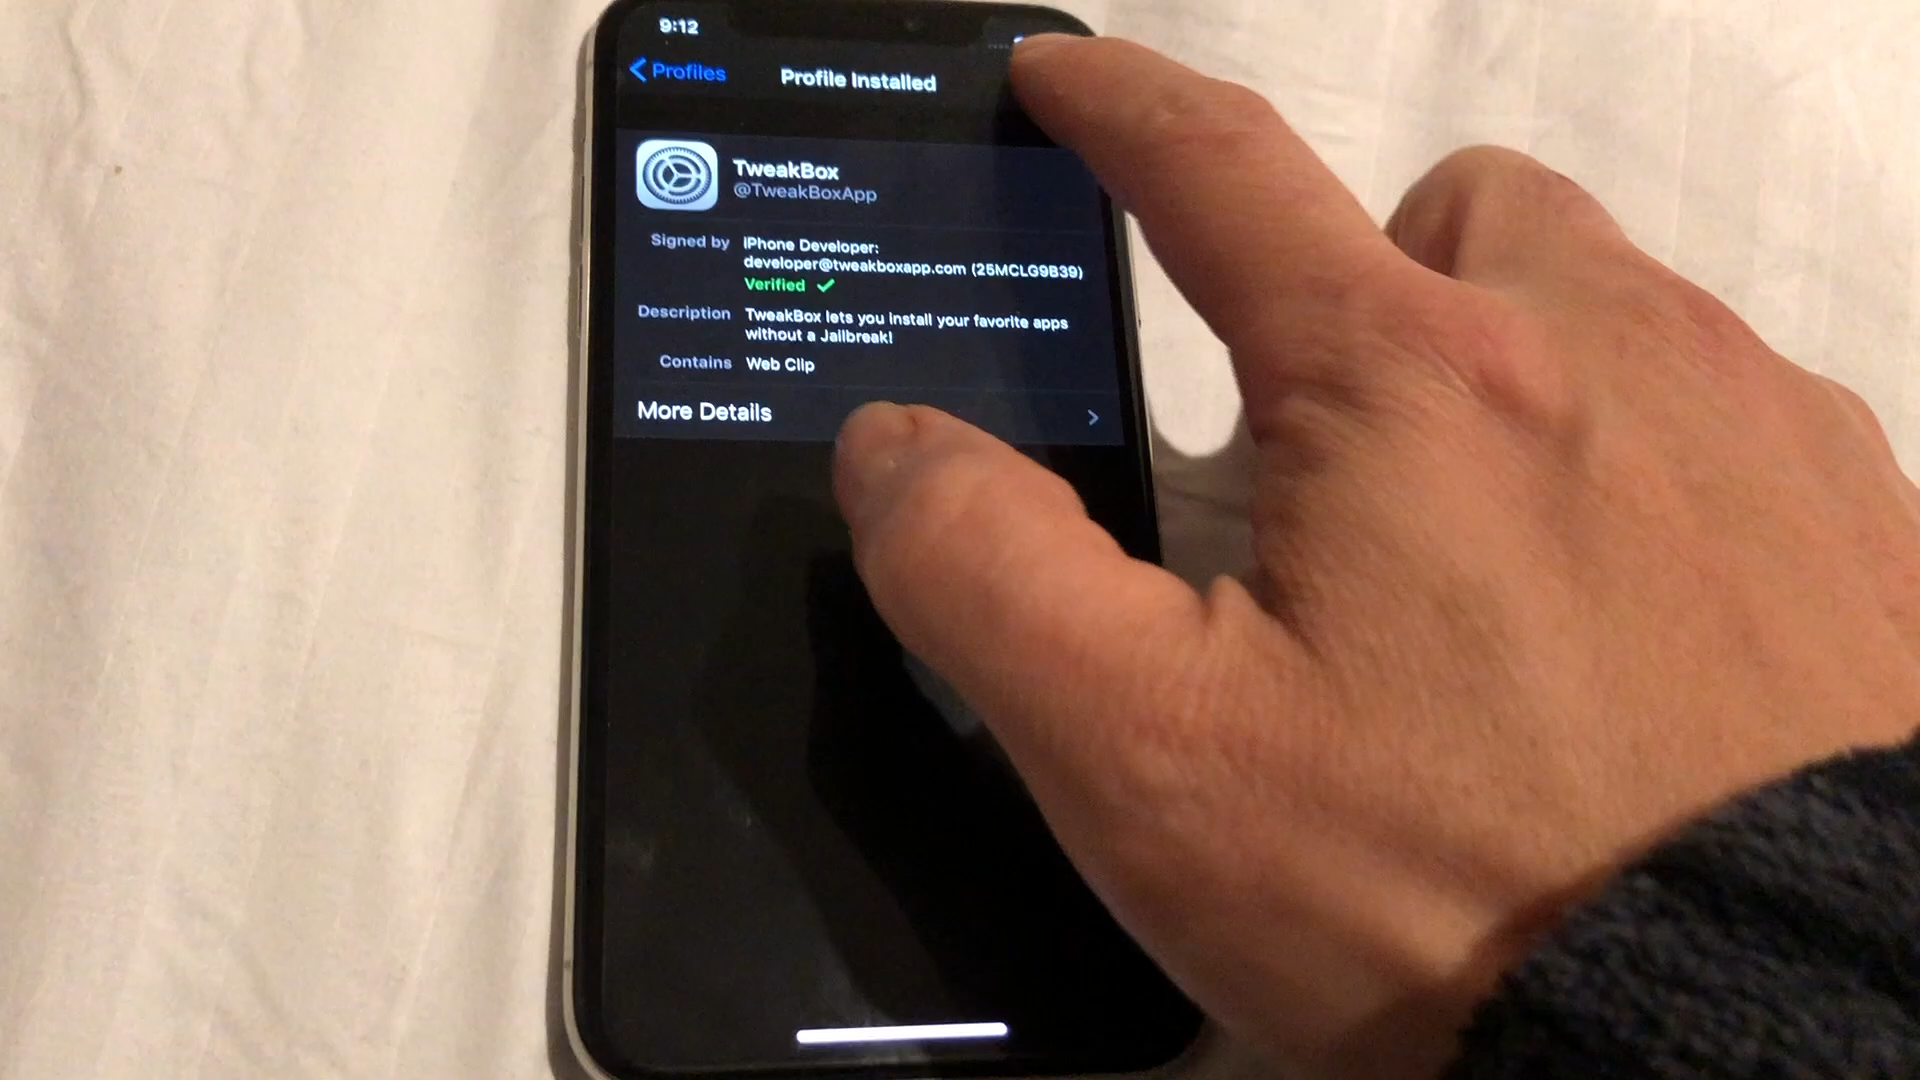 9:12
Profiles
Profile Installed
TweakBox
@TweakBoxApp
Signed by
iPhone Developer:
developer@tweakboxapp.com (25MCLG9B39)
Verified ✓
Description
TweakBox lets you install your favorite apps
without a Jailbreak!
Contains
Web Clip
More Details